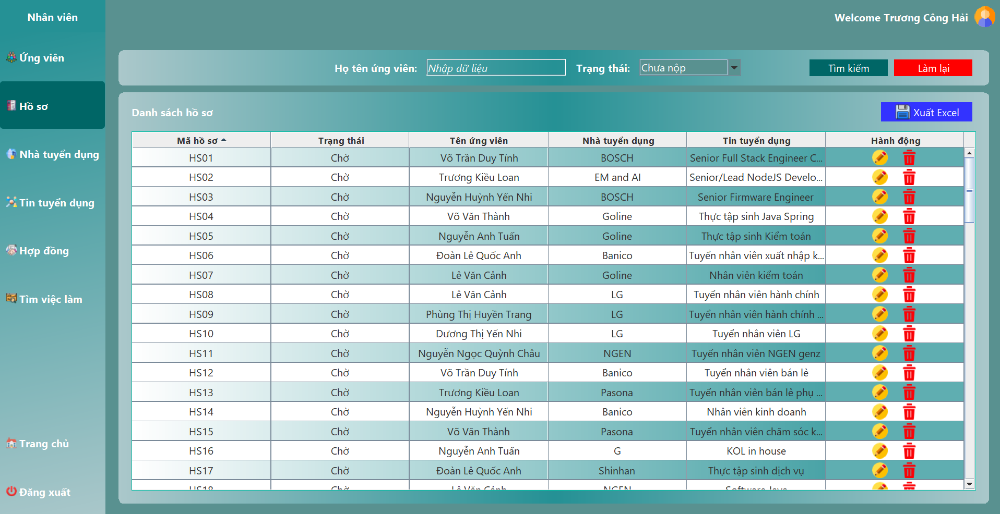 Nhân viên
Welcome Trương Công Hải
Ứng viên
Hồ sơ
Nhà tuyển dụng
Tin tuyển dụng
Hợp đồng
Tìm việc làm
Trang chủ
Đăng xuất
Họ tên ứng viên: Nhập dữ liệu Trạng thái: Chưa nộp Tìm kiếm Làm lại
Danh sách hồ sơ Xuất Excel
Mã hồ sơ Trạng thái Tên ứng viên Nhà tuyển dụng Tin tuyển dụng Hành động
HS01 Chờ Võ Trần Duy Tính BOSCH Senior Full Stack Engineer C...
HS02 Chờ Trương Kiều Loan EM and AI Senior/Lead NodeJS Develo...
HS03 Chờ Nguyễn Huỳnh Yến Nhi BOSCH Senior Firmware Engineer
HS04 Chờ Võ Văn Thành Goline Thực tập sinh Java Spring
HS05 Chờ Nguyễn Anh Tuấn Goline Thực tập sinh Kiểm toán
HS06 Chờ Đoàn Lê Quốc Anh Banico Tuyển nhân viên xuất nhập k...
HS07 Chờ Lê Văn Cảnh Goline Nhân viên kiểm toán
HS08 Chờ Lê Văn Cảnh LG Tuyển nhân viên hành chính
HS09 Chờ Phùng Thị Huyền Trang LG Tuyển nhân viên hành chính ...
HS10 Chờ Dương Thị Yến Nhi LG Tuyển nhân viên LG
HS11 Chờ Nguyễn Ngọc Quỳnh Châu NGEN Tuyển nhân viên NGEN genz
HS12 Chờ Võ Trần Duy Tính Banico Tuyển nhân viên bán lẻ
HS13 Chờ Trương Kiều Loan Pasona Tuyển nhân viên bán lẻ phụ ...
HS14 Chờ Nguyễn Huỳnh Yến Nhi Banico Nhân viên kinh doanh
HS15 Chờ Võ Văn Thành Pasona Tuyển nhân viên chăm sóc k...
HS16 Chờ Nguyễn Anh Tuấn G KOL in house
HS17 Chờ Đoàn Lê Quốc Anh Shinhan Thực tập sinh dịch vụ
HS18 Chờ Lê Văn Cảnh NGEN Software Java